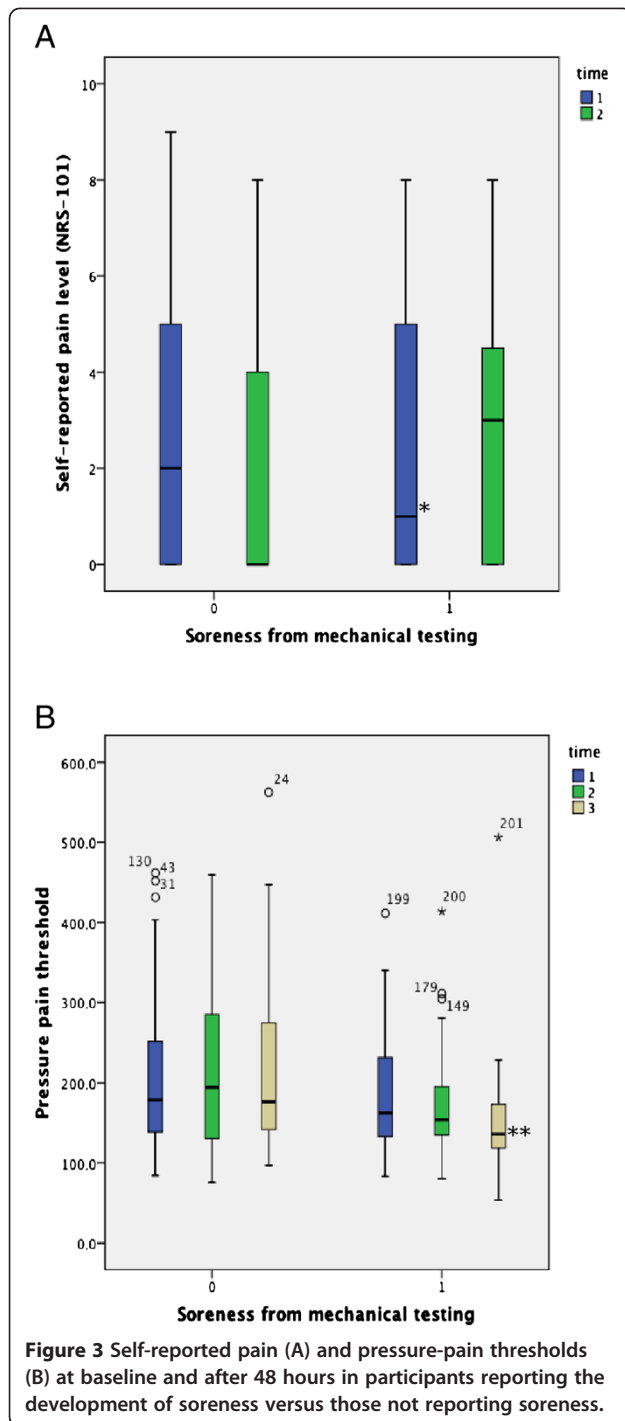 A
time
1
2
10
8
6
4
2
0
Self-reported pain level (NRS-101)
*
0 1
Soreness from mechanical testing
B
time
1
2
3
600.0
500.0
400.0
300.0
200.0
100.0
0.0
Pressure pain threshold
24
130 43
31
199
* 201
* 200
179
149
**
0 1
Soreness from mechanical testing
Figure 3 Self-reported pain (A) and pressure-pain thresholds
(B) at baseline and after 48 hours in participants reporting the
development of soreness versus those not reporting soreness.